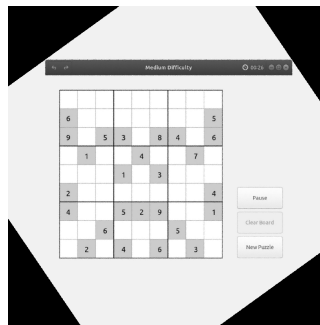 Medium Difficulty 00:26
6 5
9 5 3 8 4 6
1 4 7
1 3
2 4
4 5 2 9 1
6 5
2 4 6 3
Pause
Clear Board
New Puzzle